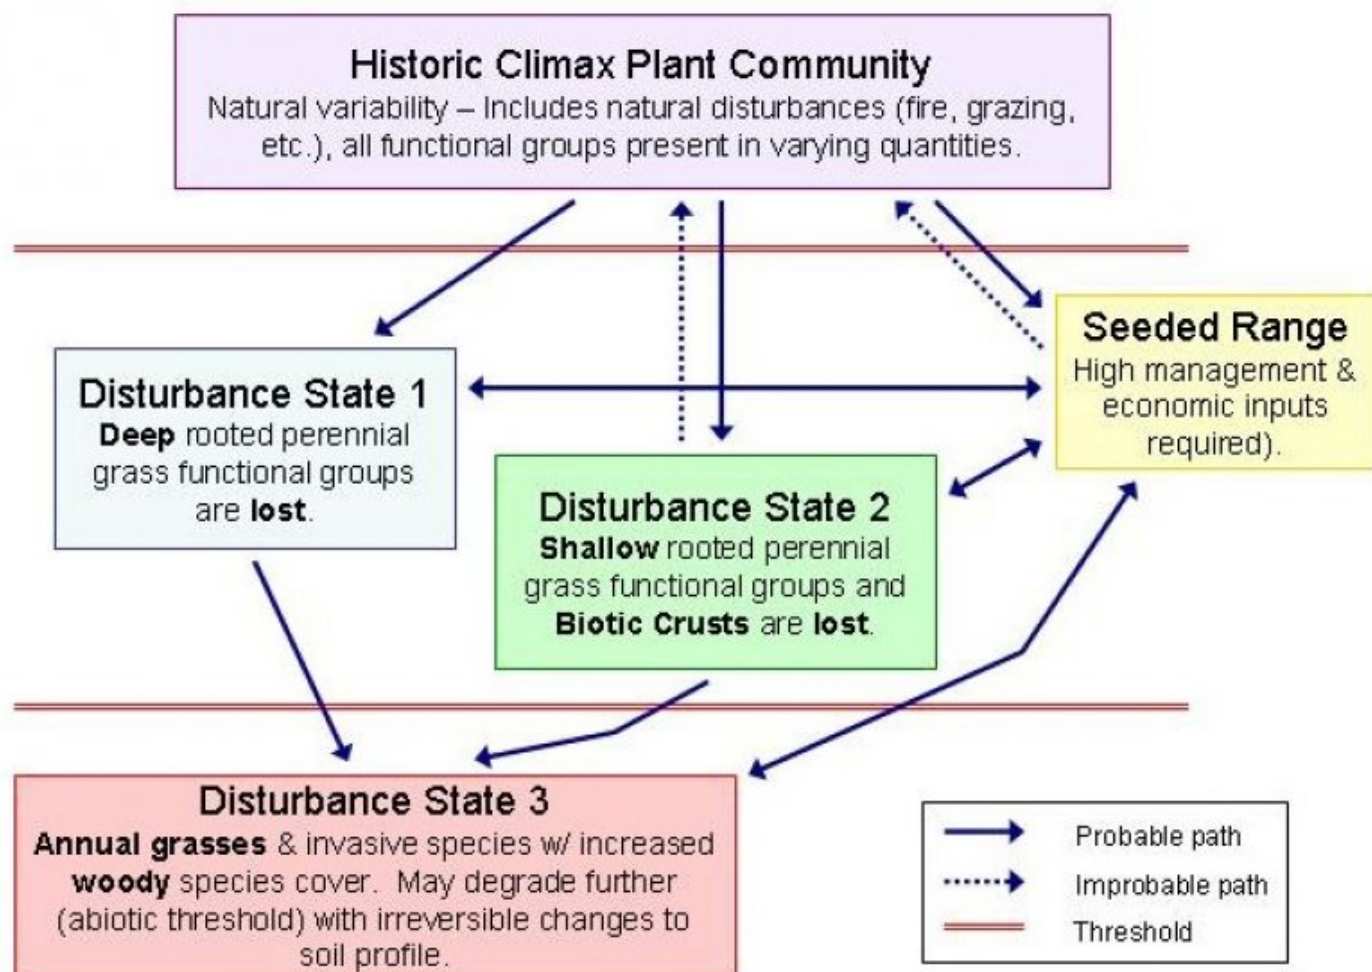 Historic Climax Plant Community
Natural variability – Includes natural disturbances (fire, grazing,
etc.), all functional groups present in varying quantities.
Seeded Range
High management &
economic inputs
required).
Disturbance State 1
Deep rooted perennial
grass functional groups
are lost.
Disturbance State 2
Shallow rooted perennial
grass functional groups and
Biotic Crusts are lost.
Disturbance State 3
Annual grasses & invasive species w/ increased
woody species cover. May degrade further
(abiotic threshold) with irreversible changes to
soil profile.
Probable path
Improbable path
Threshold